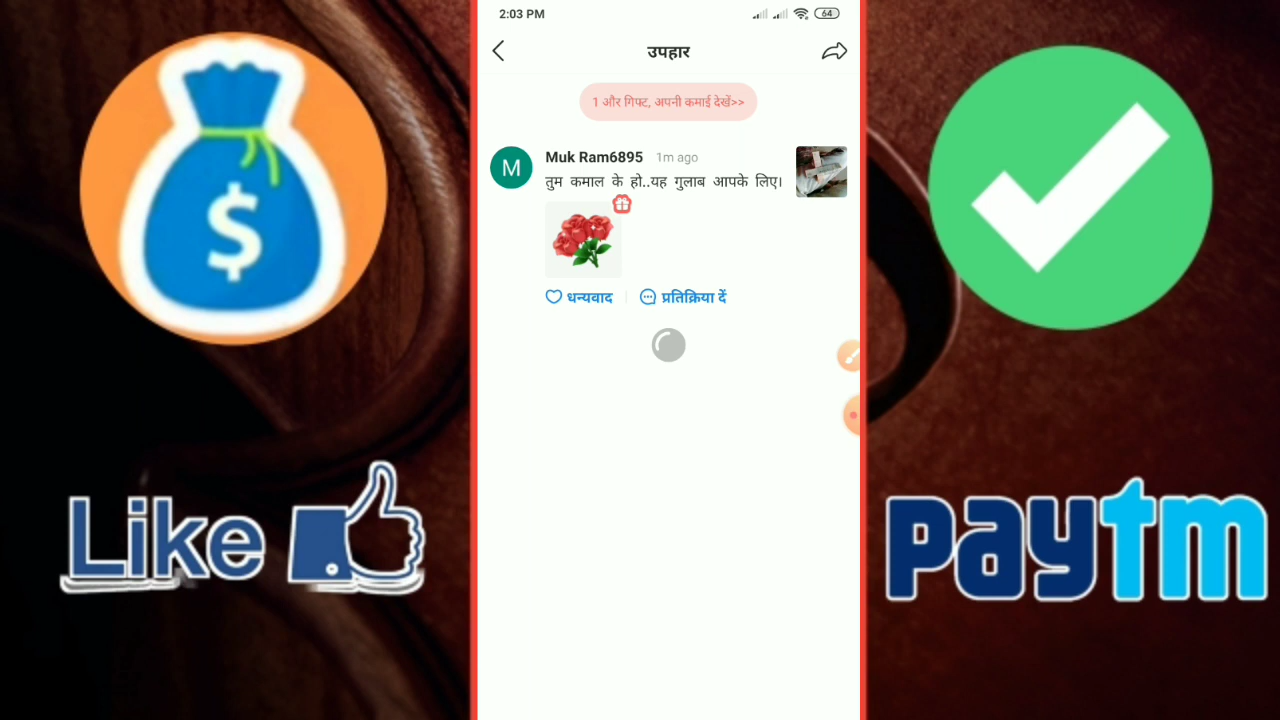 2:03 PM
64
उपहार
1 और गिफ्ट, अपनी कमाई देखें>>
M
Muk Ram6895 1m ago
तुम कमाल के हो..यह गुलाब आपके लिए।
धन्यवाद
प्रतिक्रिया दें
$
Like
paytm